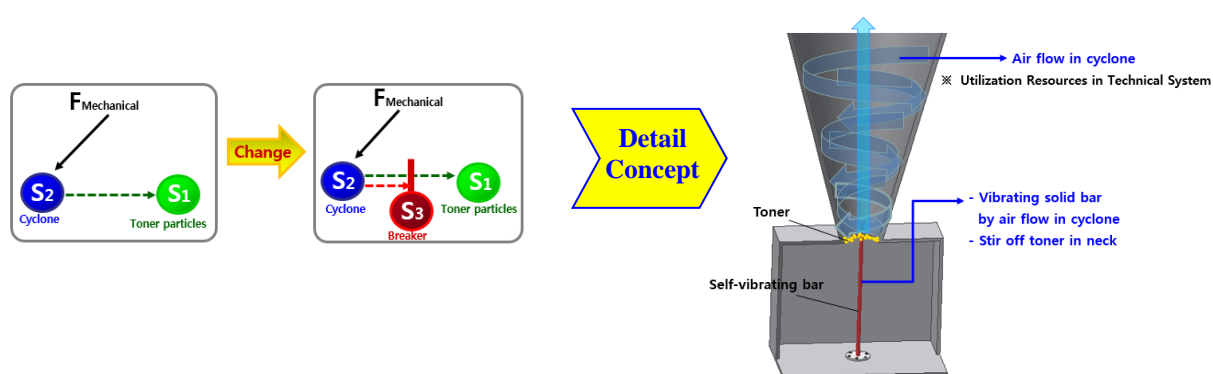 F Mechanical
S2
Cyclone
S1
Toner particles
Change
F Mechanical
S2
Cyclone
S1
Toner particles
S3
Breaker
Detail
Concept
Air flow in cyclone
※ Utilization Resources in Technical System
Toner
Self-vibrating bar
- Vibrating solid bar
by air flow in cyclone
- Stir off toner in neck